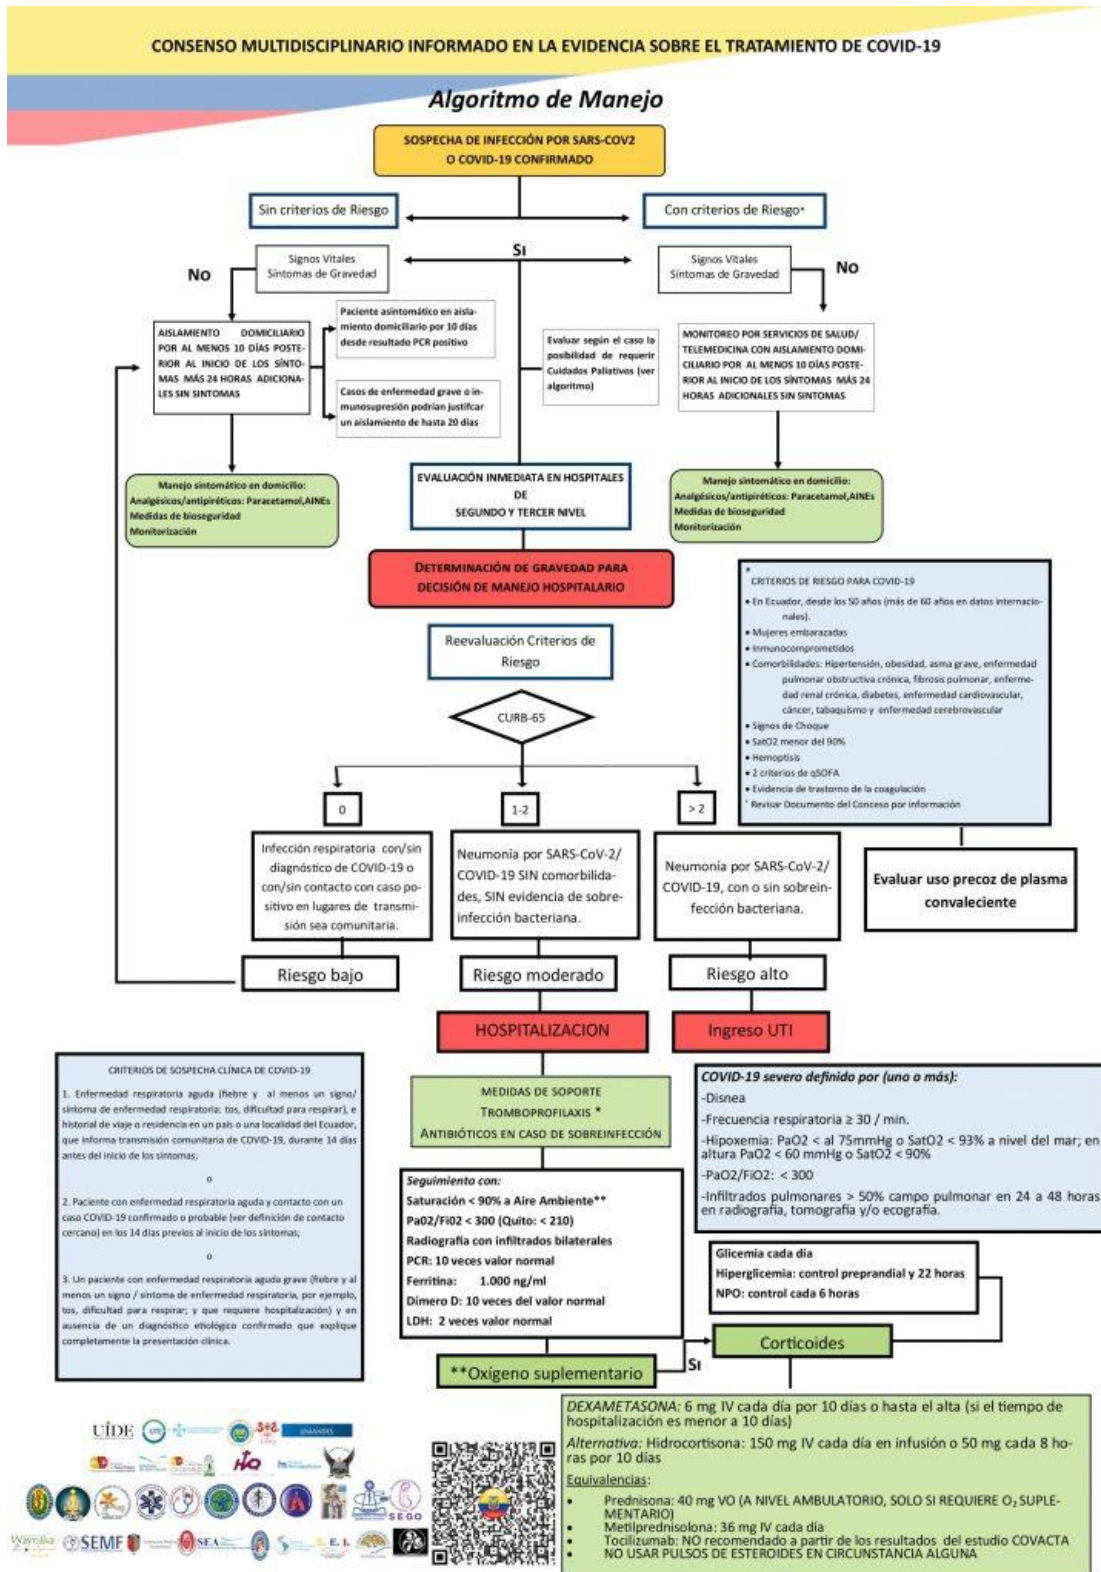 CONSENSO MULTIDISCIPLINARIO INFORMADO EN LA EVIDENCIA SOBRE EL TRATAMIENTO DE COVID-19
Algoritmo de Manejo
SOSPECHA DE INFECCIÓN POR SARS-COV2
O COVID-19 CONFIRMADO
Sin criterios de Riesgo
Con criterios de Riesgo*
Signos Vitales
Síntomas de Gravedad
SI
Signos Vitales
Síntomas de Gravedad
NO
NO
AISLAMIENTO DOMICILIARIO
POR AL MENOS 10 DÍAS POSTE-
RIOR AL INICIO DE LOS SÍNTO-
MAS MÁS 24 HORAS ADICIONA-
LES SIN SINTOMAS
Paciente asintomático en aisla-
miento domiciliario por 10 días
desde resultado PCR positivo
Casos de enfermedad grave o in-
munosupresión podrían justifcar
un aislamiento de hasta 20 días
Evaluar según el caso la
posibilidad de requerir
Cuidados Paliativos (ver
algoritmo)
MONITOREO POR SERVICIOS DE SALUD/
TELEMEDICINA CON AISLAMIENTO DOMI-
CILIARIO POR AL MENOS 10 DÍAS POSTE-
RIOR AL INICIO DE LOS SÍNTOMAS MÁS 24
HORAS ADICIONALES SIN SINTOMAS
Manejo sintomático en domicilio:
Analgésicos/antipiréticos: Paracetamol,AINEs
Medidas de bioseguridad
Monitorización
EVALUACIÓN INMEDIATA EN HOSPITALES
DE
SEGUNDO Y TERCER NIVEL
Manejo sintomático en domicilio:
Analgésicos/antipiréticos: Paracetamol,AINEs
Medidas de bioseguridad
Monitorización
DETERMINACIÓN DE GRAVEDAD PARA
DECISIÓN DE MANEJO HOSPITALARIO
*
CRITERIOS DE RIESGO PARA COVID-19
• En Ecuador, desde los 50 años (más de 60 años en datos internacio-
nales).
• Mujeres embarazadas
• Inmunocomprometidos
• Comorbilidades: Hipertensión, obesidad, asma grave, enfermedad
pulmonar obstructiva crónica, fibrosis pulmonar, enferme-
dad renal crónica, diabetes, enfermedad cardiovascular,
cáncer, tabaquismo y enfermedad cerebrovascular
• Signos de Choque
• SatO2 menor del 90%
• Hemoptisis
• 2 criterios de qSOFA
• Evidencia de trastorno de la coagulación
* Revisar Documento del Conceso por información
Reevaluación Criterios de
Riesgo
CURB-65
0
1-2
> 2
Infección respiratoria con/sin
diagnóstico de COVID-19 o
con/sin contacto con caso po-
sitivo en lugares de transmi-
sión sea comunitaria.
Neumonía por SARS-CoV-2/
COVID-19 SIN comorbilida-
des, SIN evidencia de sobre-
infección bacteriana.
Neumonía por SARS-CoV-2/
COVID-19, con o sin sobrein-
fección bacteriana.
Evaluar uso precoz de plasma
convaleciente
Riesgo bajo
Riesgo moderado
Riesgo alto
HOSPITALIZACION
Ingreso UTI
CRITERIOS DE SOSPECHA CLÍNICA DE COVID-19
1. Enfermedad respiratoria aguda (fiebre y al menos un signo/
síntoma de enfermedad respiratoria: tos, dificultad para respirar), e
historial de viaje o residencia en un país o una localidad del Ecuador,
que informa transmisión comunitaria de COVID-19, durante 14 días
antes del inicio de los síntomas;
o
2. Paciente con enfermedad respiratoria aguda y contacto con un
caso COVID-19 confirmado o probable (ver definición de contacto
cercano) en los 14 días previos al inicio de los síntomas;
o
3. Un paciente con enfermedad respiratoria aguda grave (fiebre y al
menos un signo / síntoma de enfermedad respiratoria, por ejemplo,
tos, dificultad para respirar; y que requiere hospitalización) y en
ausencia de un diagnóstico etiológico confirmado que explique
completamente la presentación clínica.
MEDIDAS DE SOPORTE
TROMBOPROFILAXIS *
ANTIBIÓTICOS EN CASO DE SOBREINFECCIÓN
COVID-19 severo definido por (uno o más):
-Disnea
-Frecuencia respiratoria ≥ 30 / min.
-Hipoxemia: PaO2 < al 75mmHg o SatO2 < 93% a nivel del mar; en
altura PaO2 < 60 mmHg o SatO2 < 90%
-PaO2/FiO2: < 300
-Infiltrados pulmonares > 50% campo pulmonar en 24 a 48 horas
en radiografía, tomografía y/o ecografía.
Seguimiento con:
Saturación < 90% a Aire Ambiente**
Pa02/Fi02 < 300 (Quito: < 210)
Radiografía con infiltrados bilaterales
PCR: 10 veces valor normal
Ferritina: 1.000 ng/ml
Dímero D: 10 veces del valor normal
LDH: 2 veces valor normal
Glicemia cada día
Hiperglicemia: control preprandial y 22 horas
NPO: control cada 6 horas
**Oxígeno suplementario
SI
Corticoides
DEXAMETASONA: 6 mg IV cada día por 10 días o hasta el alta (si el tiempo de
hospitalización es menor a 10 días)
Alternativa: Hidrocortisona: 150 mg IV cada día en infusión o 50 mg cada 8 ho-
ras por 10 días
Equivalencias:
• Prednisona: 40 mg VO (A NIVEL AMBULATORIO, SOLO SI REQUIERE O₂ SUPLE-
MENTARIO)
• Metilprednisolona: 36 mg IV cada día
• Tocilizumab: NO recomendado a partir de los resultados del estudio COVACTA
• NO USAR PULSOS DE ESTEROIDES EN CIRCUNSTANCIA ALGUNA
UIDE
UTE
UNIANDES
SEGO
SEMF
SEA
S. E. I.